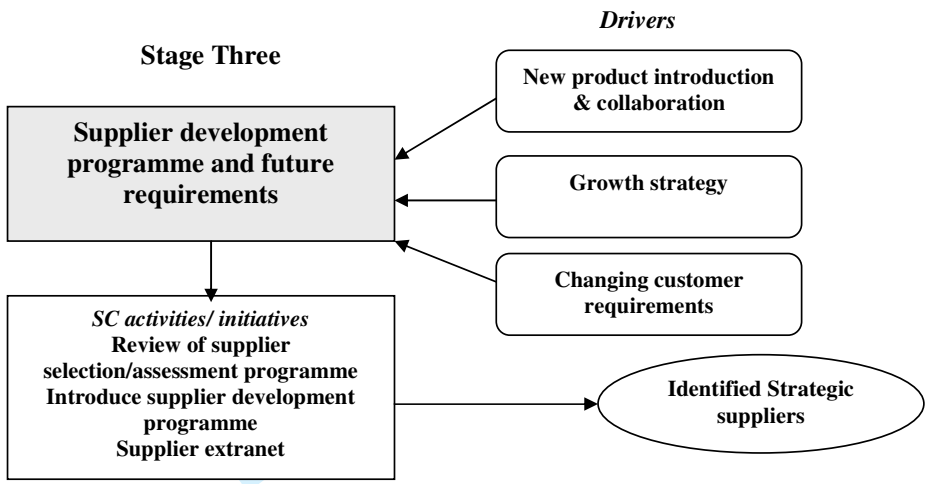 Drivers
Stage Three
New product introduction
& collaboration
Supplier development
programme and future
requirements
Growth strategy
Changing customer
requirements
SC activities/ initiatives
Review of supplier
selection/assessment programme
Introduce supplier development
programme
Supplier extranet
Identified Strategic
suppliers